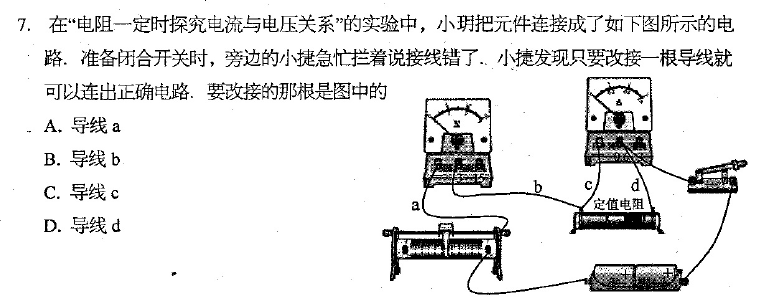 7. 在“电阻一定时探究电流与电压关系”的实验中，小玥把元件连接成了如下图所示的电
路．准备闭合开关时，旁边的小捷急忙拦着说接线错了．小捷发现只要改接一根导线就
可以连出正确电路．要改接的那根是图中的
A. 导线 a
B. 导线 b
C. 导线 c
D. 导线 d
V
A
a
b
c
d
定值电阻